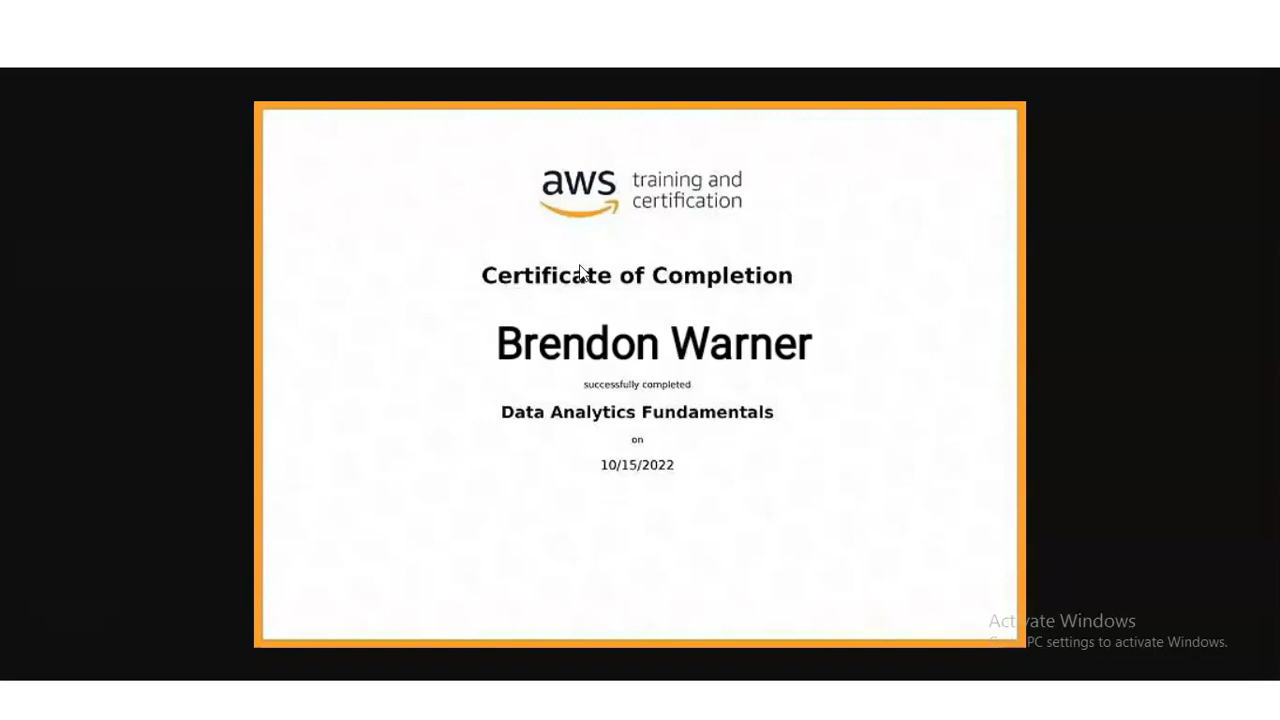 aws training and
certification
Certificate of Completion
Brendon Warner
successfully completed
Data Analytics Fundamentals
on
10/15/2022
Activate Windows
PC settings to activate Windows.